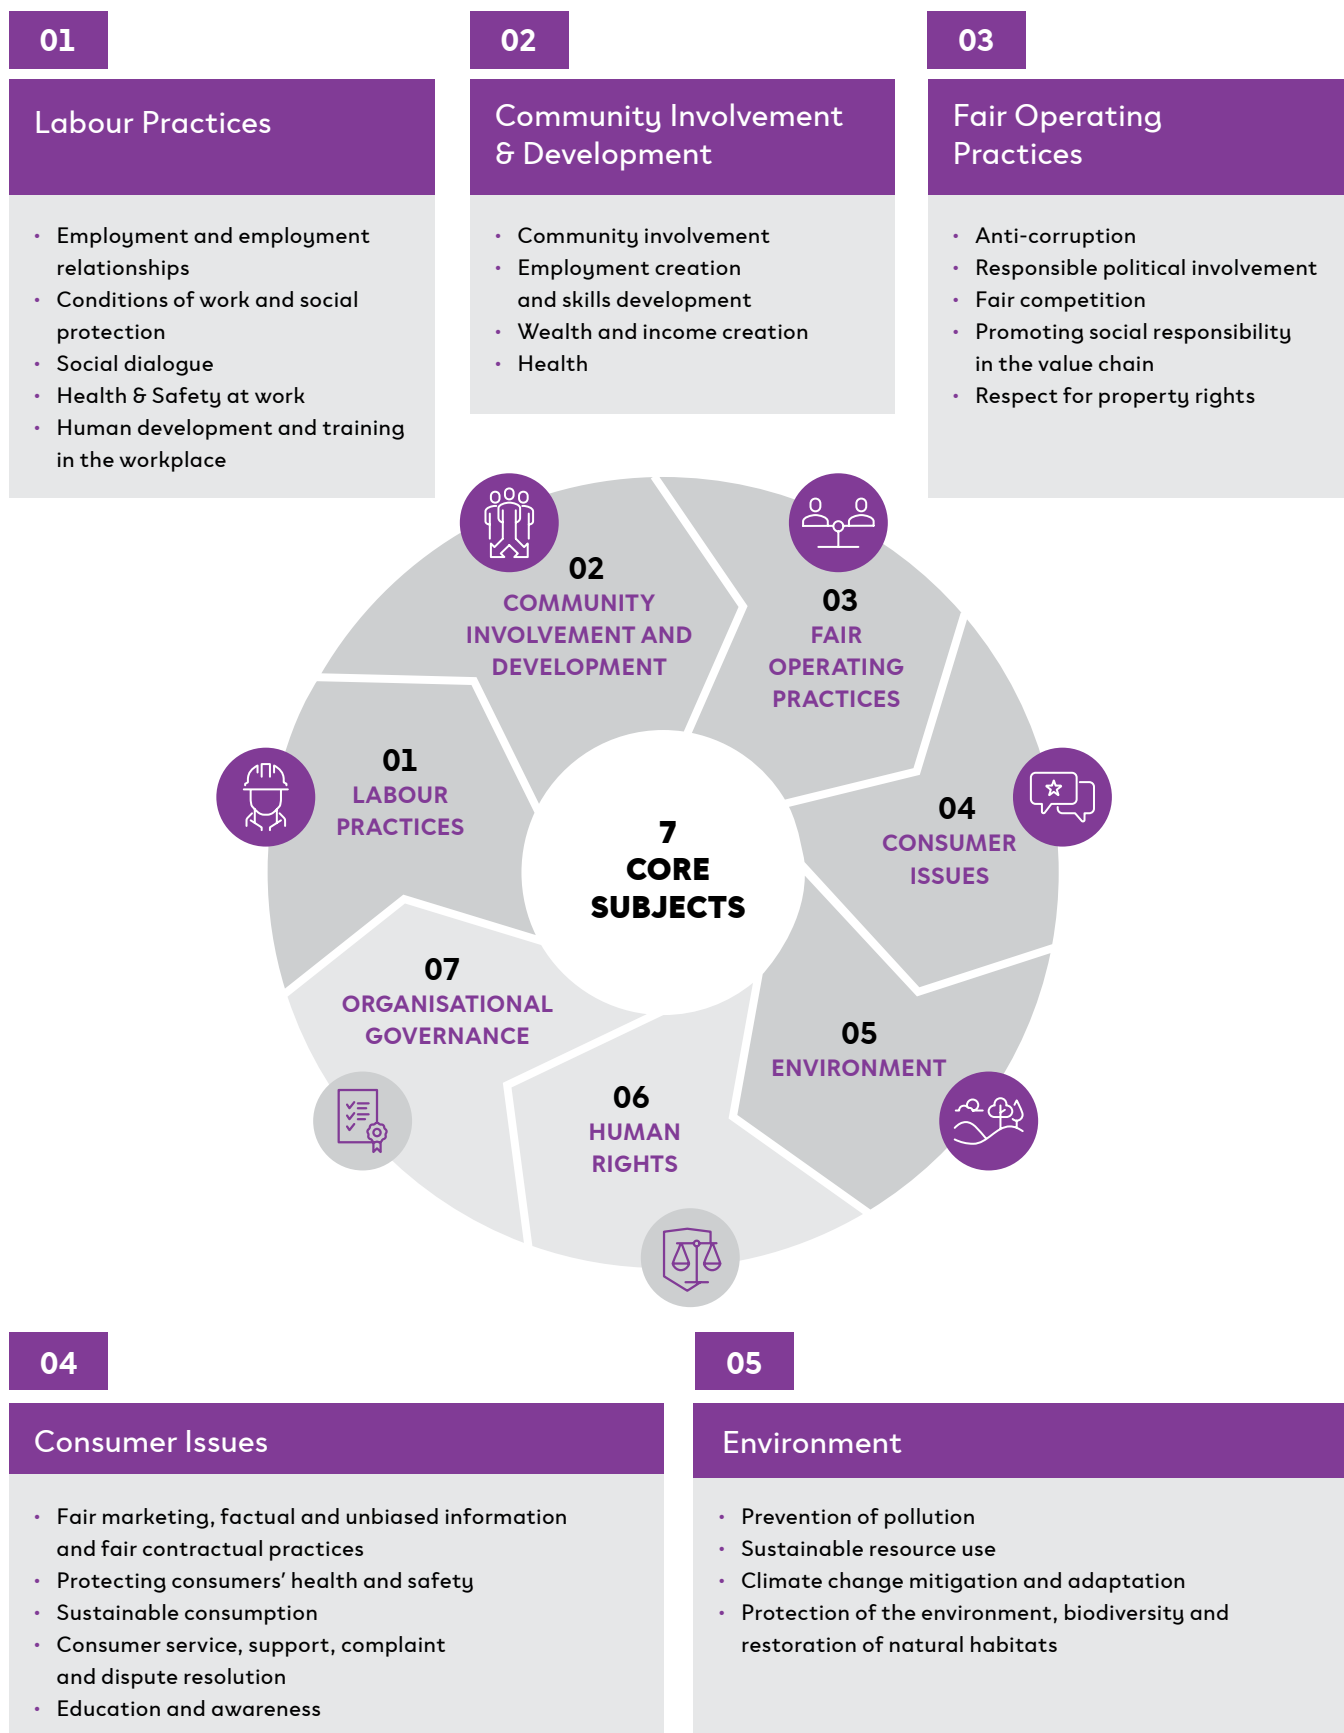 01
Labour Practices
• Employment and employment
relationships
• Conditions of work and social
protection
• Social dialogue
• Health & Safety at work
• Human development and training
in the workplace
02
Community Involvement
& Development
• Community involvement
• Employment creation
and skills development
• Wealth and income creation
• Health
03
Fair Operating
Practices
• Anti-corruption
• Responsible political involvement
• Fair competition
• Promoting social responsibility
in the value chain
• Respect for property rights
02
COMMUNITY
INVOLVEMENT AND
DEVELOPMENT
03
FAIR
OPERATING
PRACTICES
01
LABOUR
PRACTICES
7
CORE
SUBJECTS
04
CONSUMER
ISSUES
07
ORGANISATIONAL
GOVERNANCE
05
ENVIRONMENT
06
HUMAN
RIGHTS
04
Consumer Issues
• Fair marketing, factual and unbiased information
and fair contractual practices
• Protecting consumers’ health and safety
• Sustainable consumption
• Consumer service, support, complaint
and dispute resolution
• Education and awareness
05
Environment
• Prevention of pollution
• Sustainable resource use
• Climate change mitigation and adaptation
• Protection of the environment, biodiversity and
restoration of natural habitats